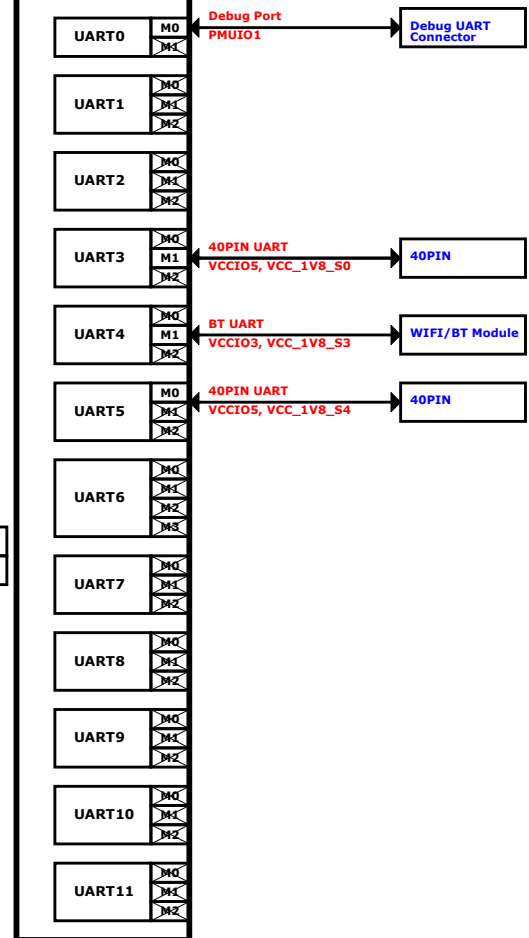 UART0
M0
M1
Debug Port
PMUIO1
Debug UART
Connector
UART1
M0
M1
M2
UART2
M0
M1
M2
UART3
M0
M1
M2
40PIN UART
VCCIO5, VCC_1V8_S0
40PIN
UART4
M0
M1
M2
BT UART
VCCIO3, VCC_1V8_S3
WIFI/BT Module
UART5
M0
M1
M2
40PIN UART
VCCIO5, VCC_1V8_S4
40PIN
UART6
M0
M1
M2
M3
UART7
M0
M1
M2
UART8
M0
M1
M2
UART9
M0
M1
M2
UART10
M0
M1
M2
UART11
M0
M1
M2